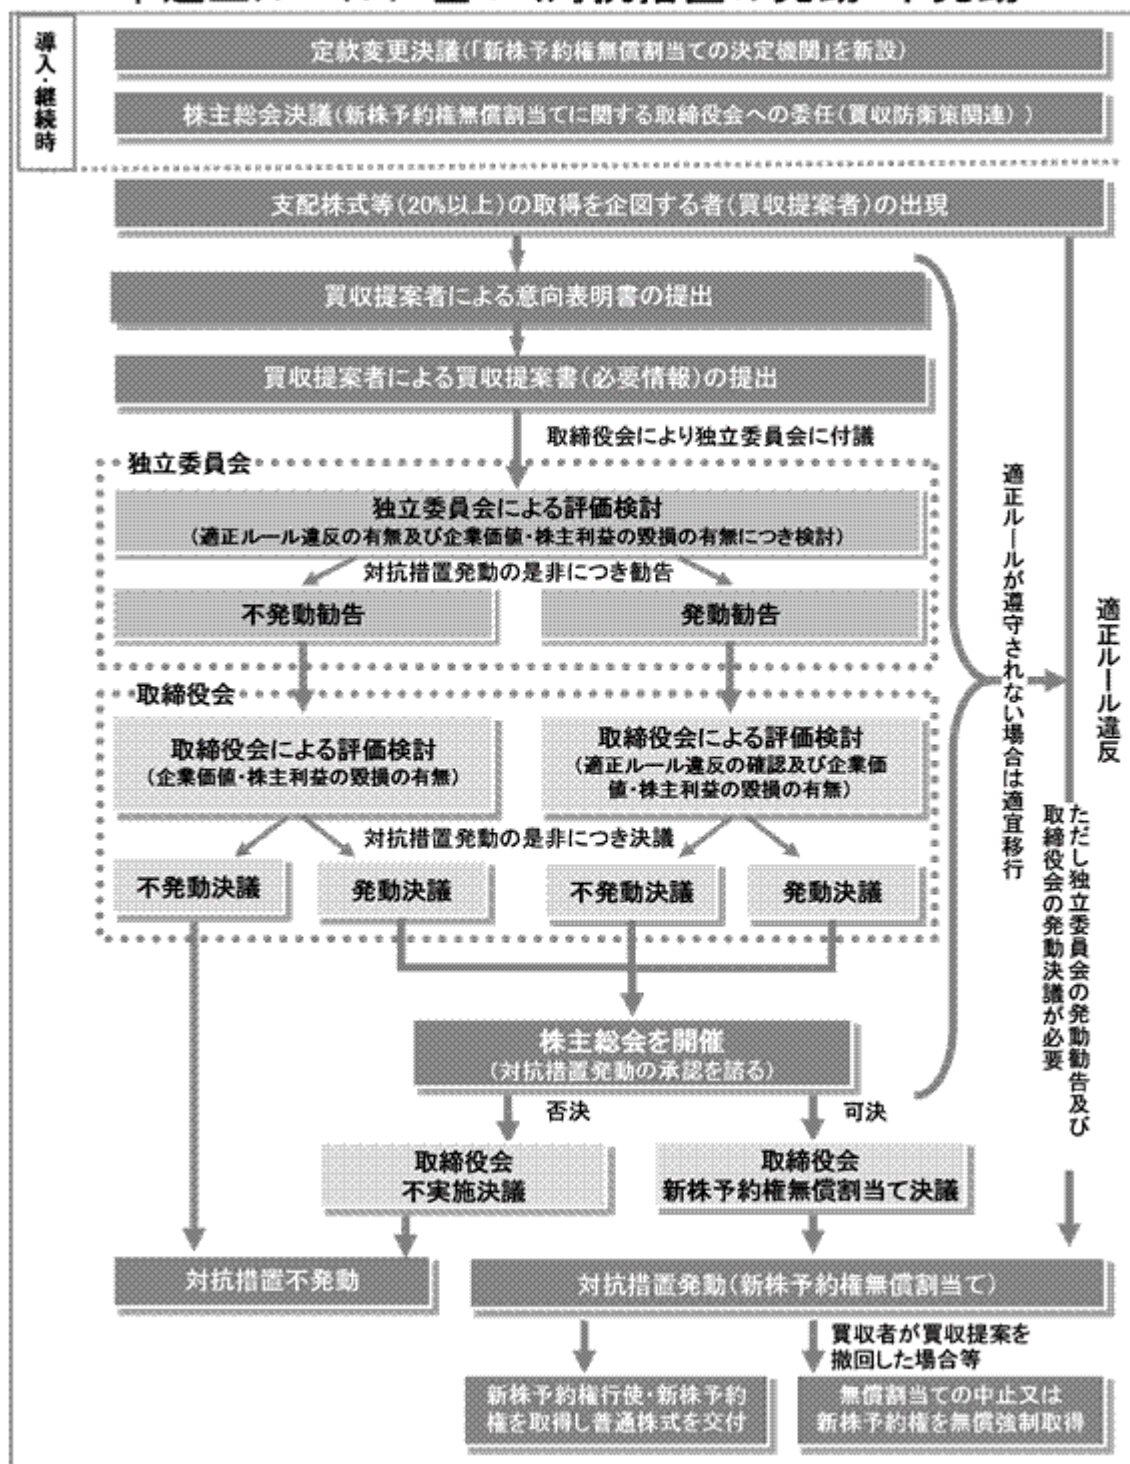 導入・継続時
定款変更決議(「新株予約権無償割当ての決定機関」を新設)
株主総会決議(新株予約権無償割当てに関する取締役会への委任(買収防衛策関連))
支配株式等(20%以上)の取得を企図する者(買収提案者)の出現
買収提案者による意向表明書の提出
買収提案者による買収提案書(必要情報)の提出
取締役会により独立委員会に付議
独立委員会
独立委員会による評価検討
(適正ルール違反の有無及び企業価値・株主利益の毀損の有無につき検討)
対抗措置発動の是非につき勧告
不発動勧告
発動勧告
取締役会
取締役会による評価検討
(企業価値・株主利益の毀損の有無)
取締役会による評価検討
(適正ルール違反の確認及び企業価
値・株主利益の毀損の有無)
対抗措置発動の是非につき決議
不発動決議
発動決議
不発動決議
発動決議
適正ルールが遵守されない場合は適宜移行
適正ルール違反
ただし独立委員会の発動勧告及び
取締役会の発動決議が必要
株主総会を開催
(対抗措置発動の承認を諮る)
否決
可決
取締役会
不実施決議
取締役会
新株予約権無償割当て決議
対抗措置不発動
対抗措置発動(新株予約権無償割当て)
買収者が買収提案を
撤回した場合等
新株予約権行使・新株予約
権を取得し普通株式を交付
無償割当ての中止又は
新株予約権を無償強制取得